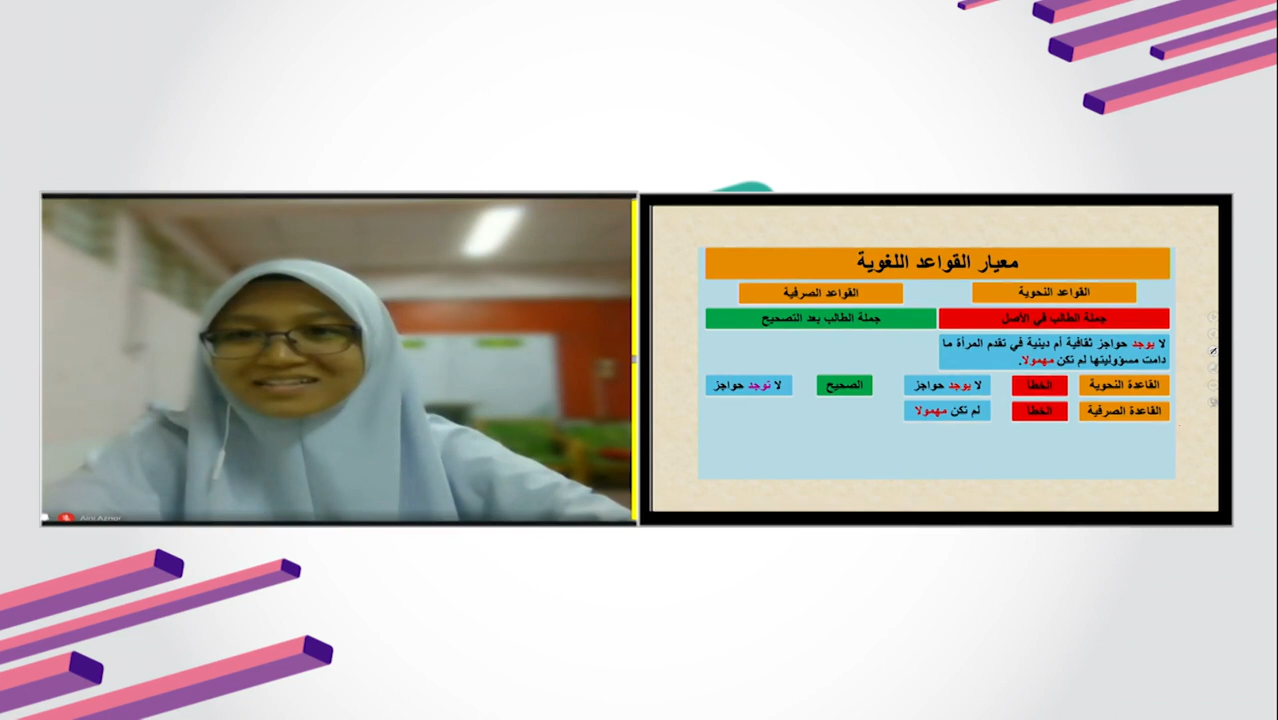 معيار القواعد اللغوية
القواعد النحوية
القواعد الصرفية
جملة الطالب في الأصل
جملة الطالب بعد التصحيح
لا يوجد حواجز ثقافية أم دينية في تقدم المرأة ما
دامت مسؤوليتها لم تكن مهمولا.
القاعدة النحوية
الخطأ
لا يوجد حواجز
الصحيح
لا توجد حواجز
القاعدة الصرفية
الخطأ
لم تكن مهمولا